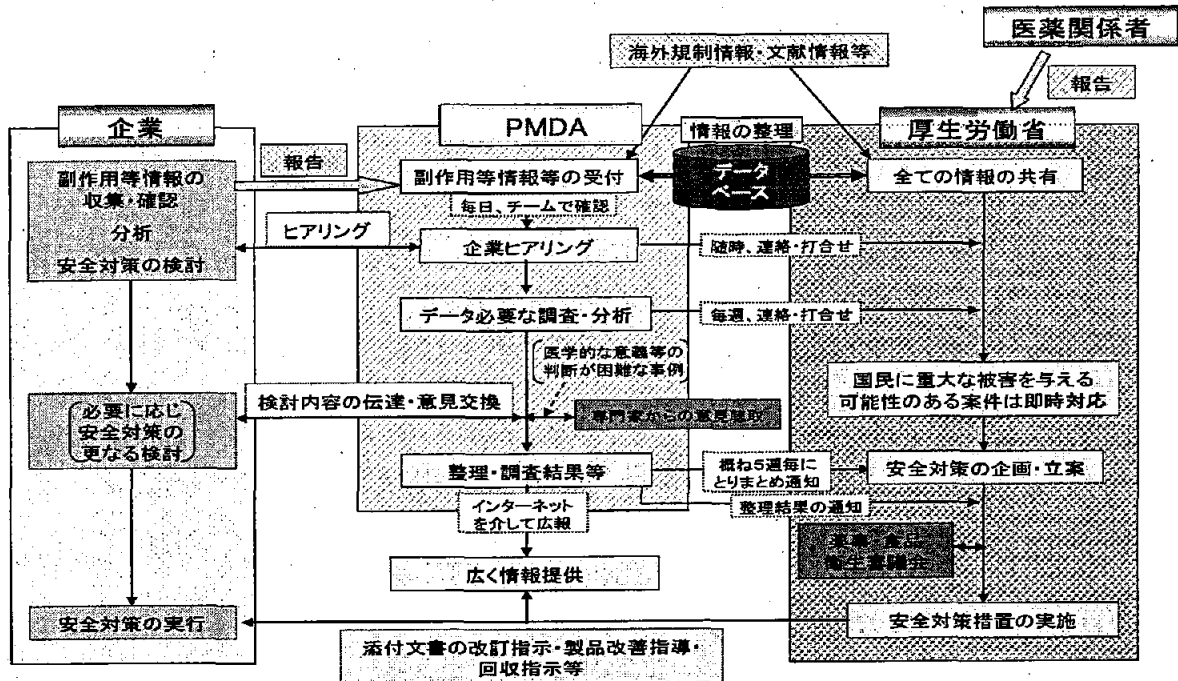 医薬関係者
海外規制情報・文献情報等
報告
企業
PMDA
情報の整理
厚生労働省
報告
データ
ベース
副作用等情報の
収集・確認
分析
安全対策の検討
副作用等情報等の受付
全ての情報の共有
毎日、チームで確認
ヒアリング
企業ヒアリング
随時、連絡・打合せ
データ必要な調査・分析
毎週、連絡・打合せ
医学的な意義等の
判断が困難な事例
国民に重大な被害を与える
可能性のある案件は即時対応
必要に応じ
安全対策の
更なる検討
検討内容の伝達・意見交換
専門家からの意見聴取
整理・調査結果等
概ね5週毎に
とりまとめ通知
安全対策の企画・立案
インターネット
を介して広報
整理結果の通知
薬事・食品
衛生審議会
広く情報提供
安全対策の実行
安全対策措置の実施
添付文書の改訂指示・製品改善指導・
回収指示等